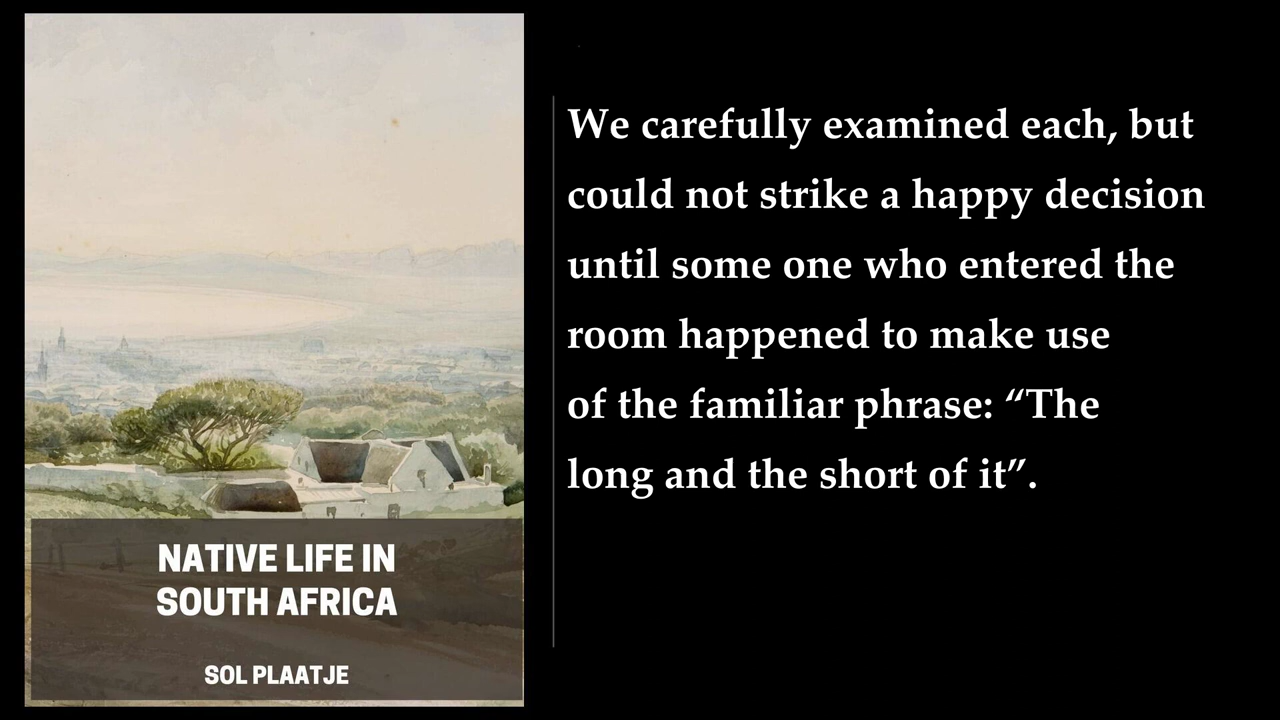 We carefully examined each, but
could not strike a happy decision
until some one who entered the
room happened to make use
of the familiar phrase: “The
long and the short of it”.
NATIVE LIFE IN
SOUTH AFRICA
SOL PLAATJE